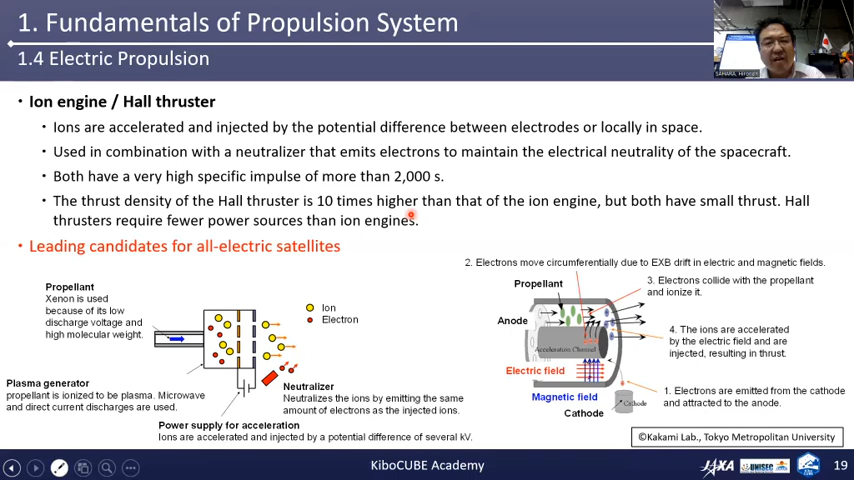 1. Fundamentals of Propulsion System
1.4 Electric Propulsion
• Ion engine / Hall thruster
• Ions are accelerated and injected by the potential difference between electrodes or locally in space.
• Used in combination with a neutralizer that emits electrons to maintain the electrical neutrality of the spacecraft.
• Both have a very high specific impulse of more than 2,000 s.
• The thrust density of the Hall thruster is 10 times higher than that of the ion engine, but both have small thrust. Hall
thrusters require fewer power sources than ion engines.
• Leading candidates for all-electric satellites
Propellant
Xenon is used
because of its low
discharge voltage and
high molecular weight.
Ion
Electron
Plasma generator
propellant is ionized to be plasma. Microwave
and direct current discharges are used.
Neutralizer
Neutralizes the ions by emitting the same
amount of electrons as the injected ions.
Power supply for acceleration
Ions are accelerated and injected by a potential difference of several kV.
2. Electrons move circumferentially due to EXB drift in electric and magnetic fields.
Propellant
3. Electrons collide with the propellant
and ionize it.
Anode
Acceleration Channel
4. The ions are accelerated
by the electric field and are
injected, resulting in thrust.
Electric field
Magnetic field
1. Electrons are emitted from the cathode
and attracted to the anode.
Cathode
Cathode
©Kakami Lab., Tokyo Metropolitan University
KiboCUBE Academy
JAXA
UNISEC
19